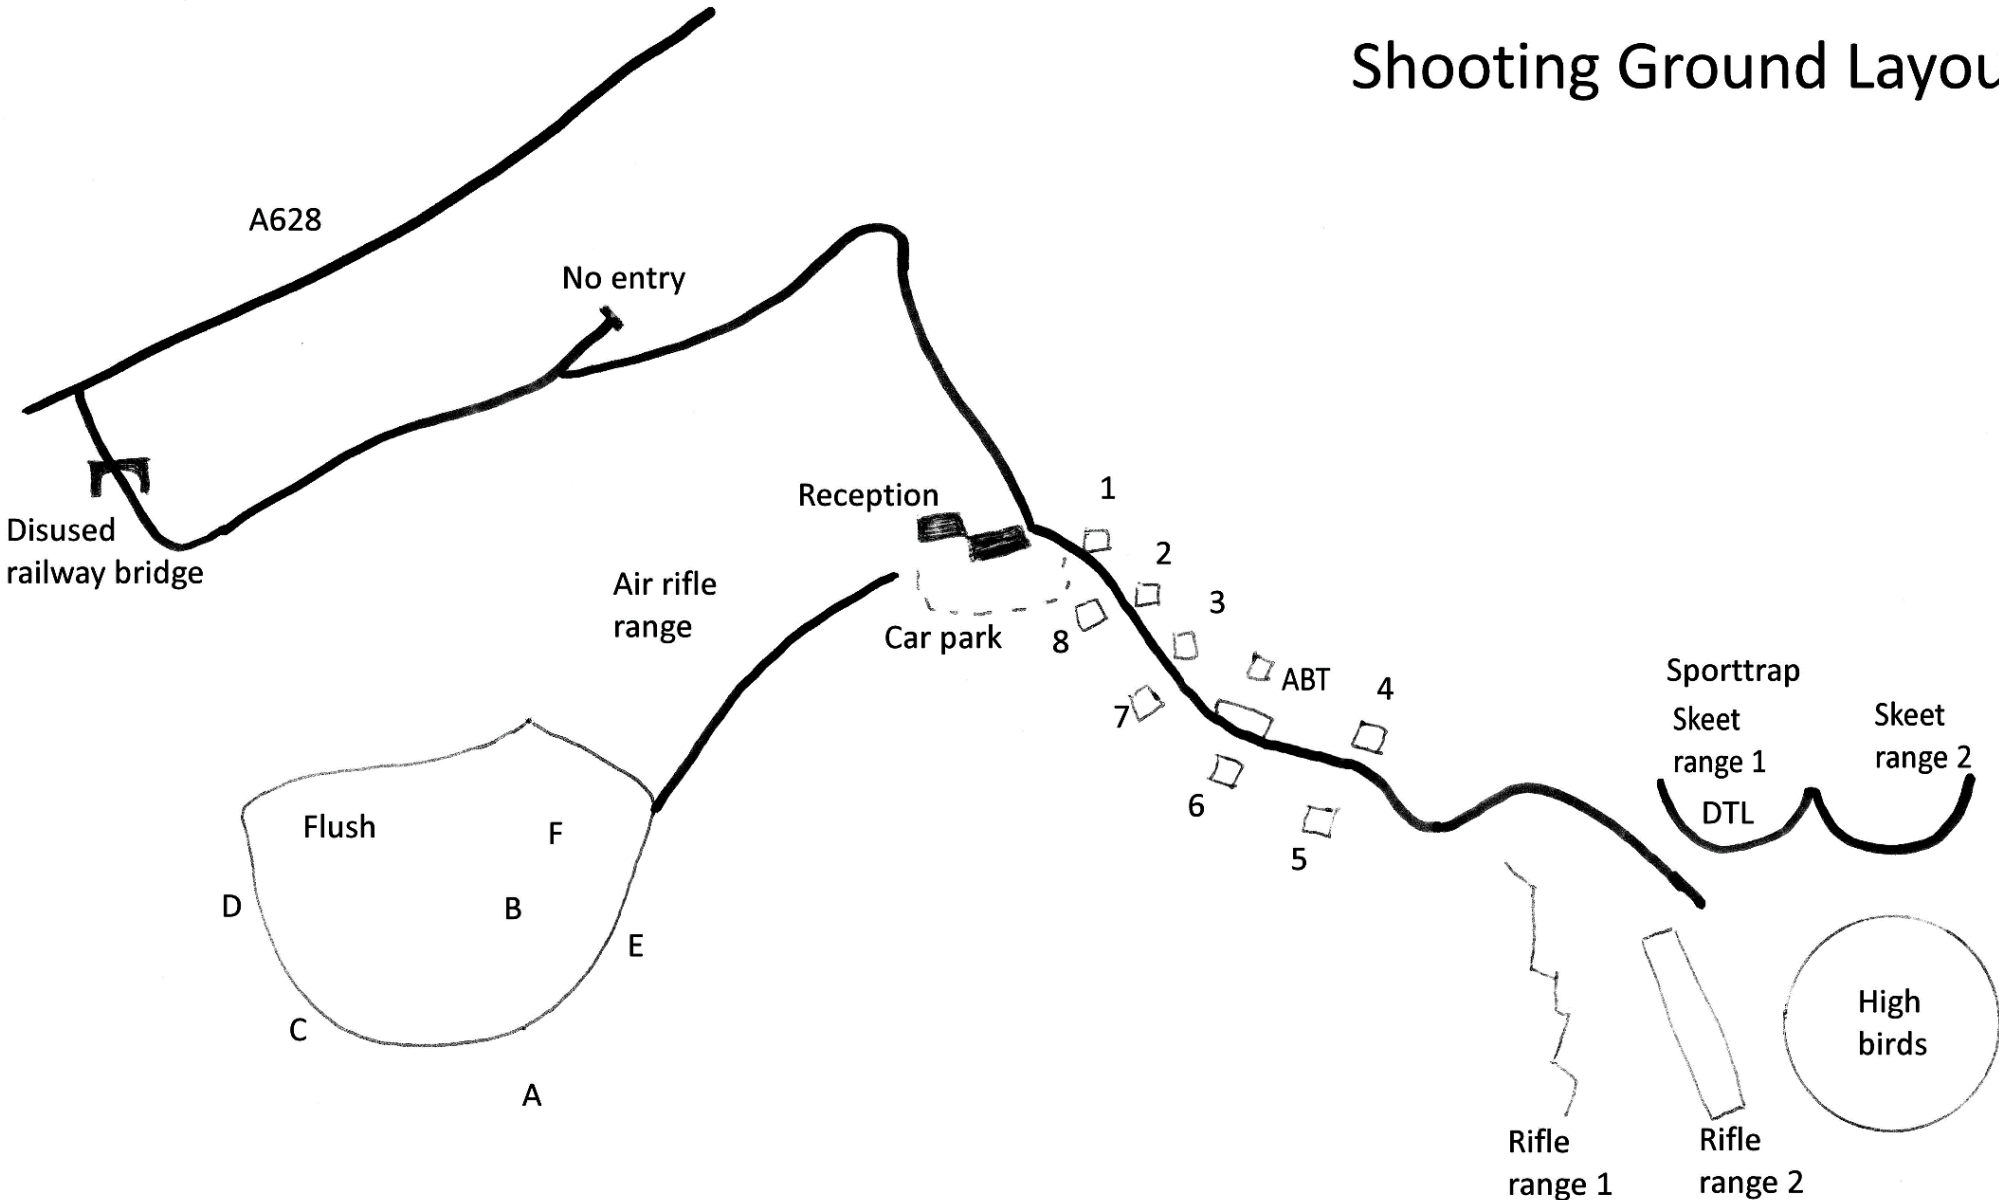 Shooting Ground Layou
A628
No entry
Disused
railway bridge
Reception
Air rifle
range
Car park
1
2
3
8
ABT
4
7
6
5
Sporttrap
Skeet
range 1
Skeet
range 2
DTL
Flush
F
D
B
E
C
A
High
birds
Rifle
range 1
Rifle
range 2